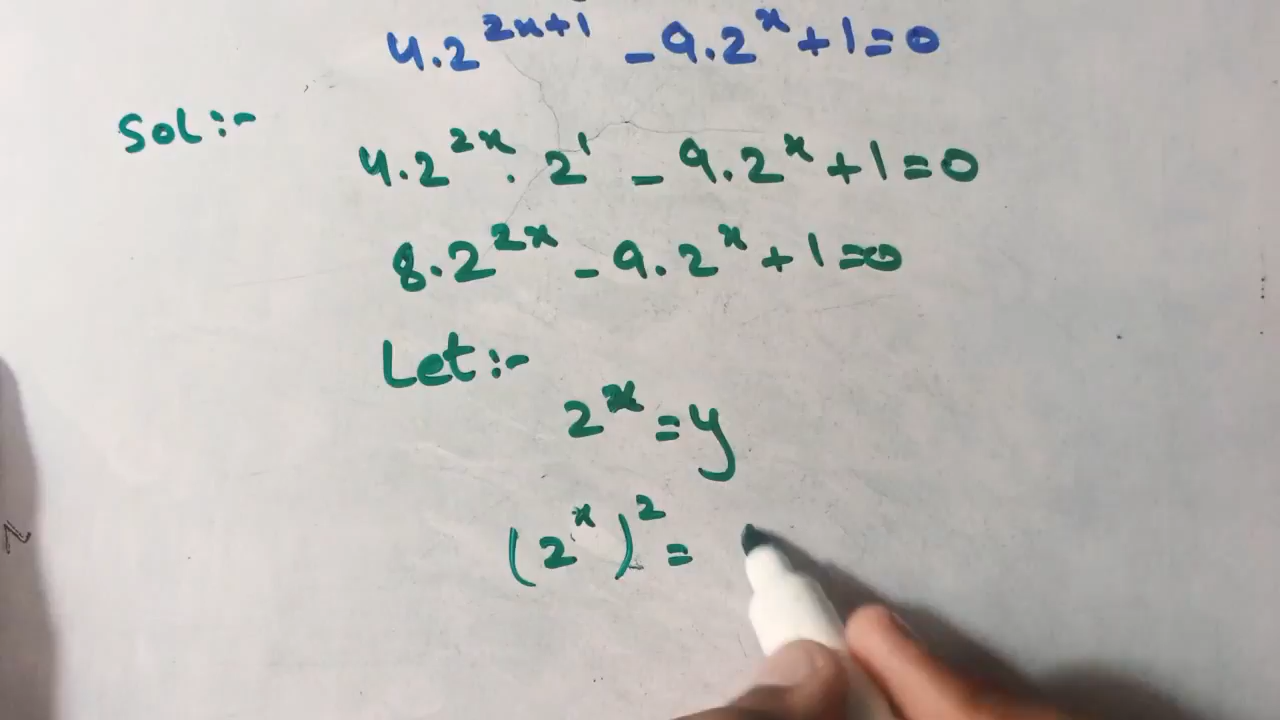 4.2^{2x+1} - 9.2^{x} + 1 = 0
Sol:-
4.2^{2x} . 2^{1} - 9.2^{x} + 1 = 0
8.2^{2x} - 9.2^{x} + 1 = 0
Let:-
2^{x} = y
(2^{x})^{2} =